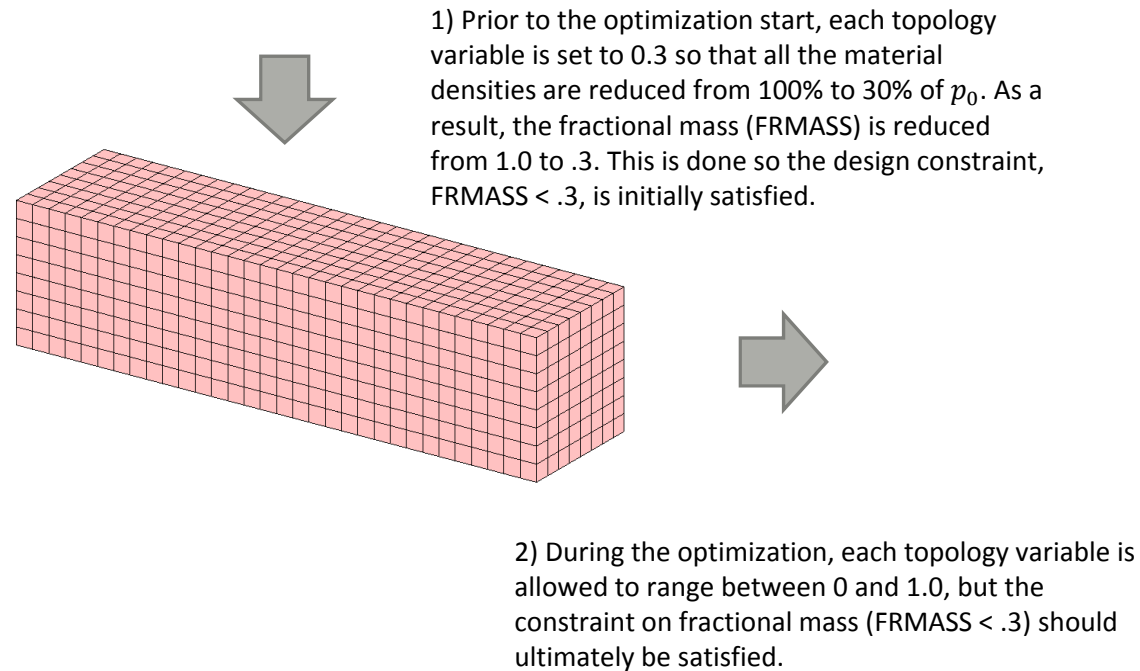 1) Prior to the optimization start, each topology
variable is set to 0.3 so that all the material
densities are reduced from 100% to 30% of 𝑝₀. As a
result, the fractional mass (FRMASS) is reduced
from 1.0 to .3. This is done so the design constraint,
FRMASS < .3, is initially satisfied.
2) During the optimization, each topology variable is
allowed to range between 0 and 1.0, but the
constraint on fractional mass (FRMASS < .3) should
ultimately be satisfied.